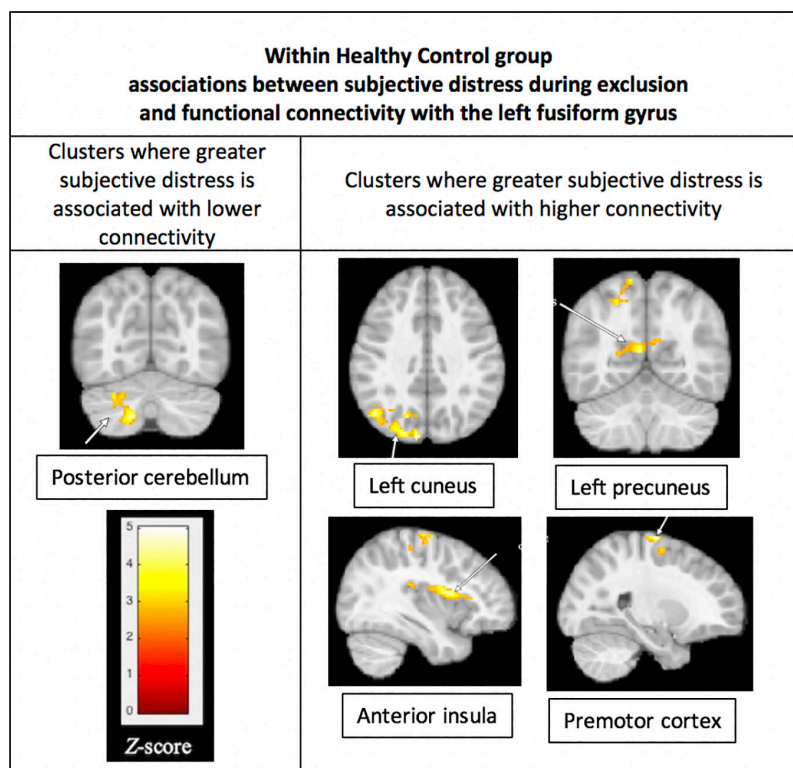 Within Healthy Control group
associations between subjective distress during exclusion
and functional connectivity with the left fusiform gyrus
Clusters where greater
subjective distress is
associated with lower
connectivity
Clusters where greater subjective distress is
associated with higher connectivity
Posterior cerebellum
Left cuneus
Left precuneus
5
4
3
2
1
0
Z-score
Anterior insula
Premotor cortex